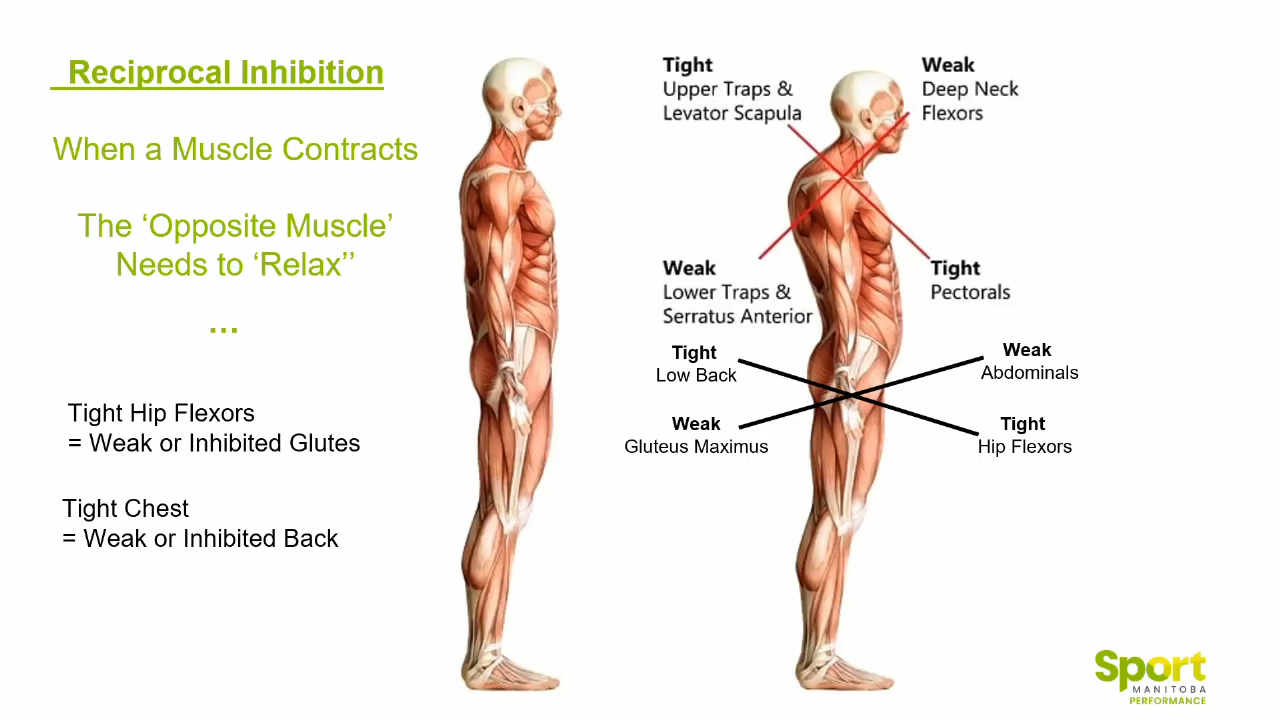 Reciprocal Inhibition
When a Muscle Contracts
The ‘Opposite Muscle’
Needs to ‘Relax’’
...
Tight Hip Flexors
= Weak or Inhibited Glutes
Tight Chest
= Weak or Inhibited Back
Tight
Upper Traps &
Levator Scapula
Weak
Deep Neck
Flexors
Weak
Lower Traps &
Serratus Anterior
Tight
Pectorals
Tight
Low Back
Weak
Abdominals
Weak
Gluteus Maximus
Tight
Hip Flexors
Sport
MANITOBA
PERFORMANCE